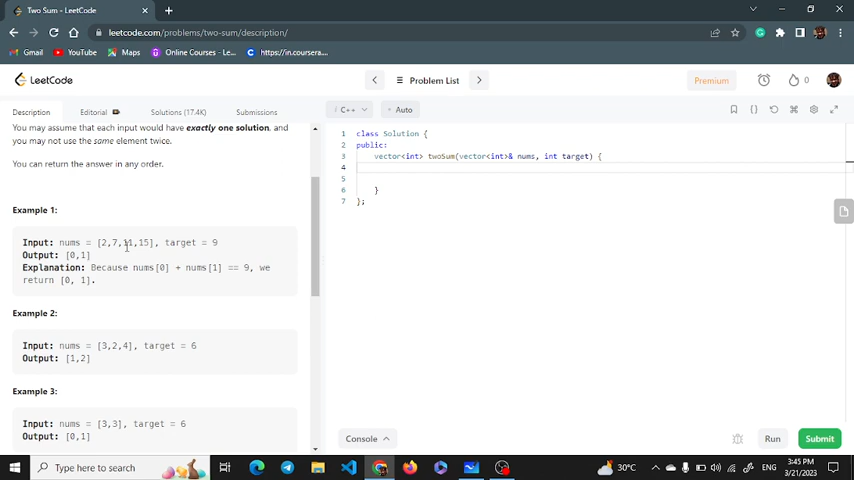 Two Sum - LeetCode
leetcode.com/problems/two-sum/description/
Gmail YouTube Maps Online Courses - L... https://in.coursera...
LeetCode Problem List Premium 0
Description Editorial Solutions (17.4K) Submissions
C++ Auto
You may assume that each input would have exactly one solution, and
you may not use the same element twice.
You can return the answer in any order.
Example 1:
Input: nums = [2,7,11,15], target = 9
Output: [0,1]
Explanation: Because nums[0] + nums[1] == 9, we
return [0, 1].
Example 2:
Input: nums = [3,2,4], target = 6
Output: [1,2]
Example 3:
Input: nums = [3,3], target = 6
Output: [0,1]
1 class Solution {
2 public:
3 vector<int> twoSum(vector<int>& nums, int target) {
4
5
6 }
7 };
Console Run Submit
Type here to search
30°C ENG 3:45 PM
3/21/2023